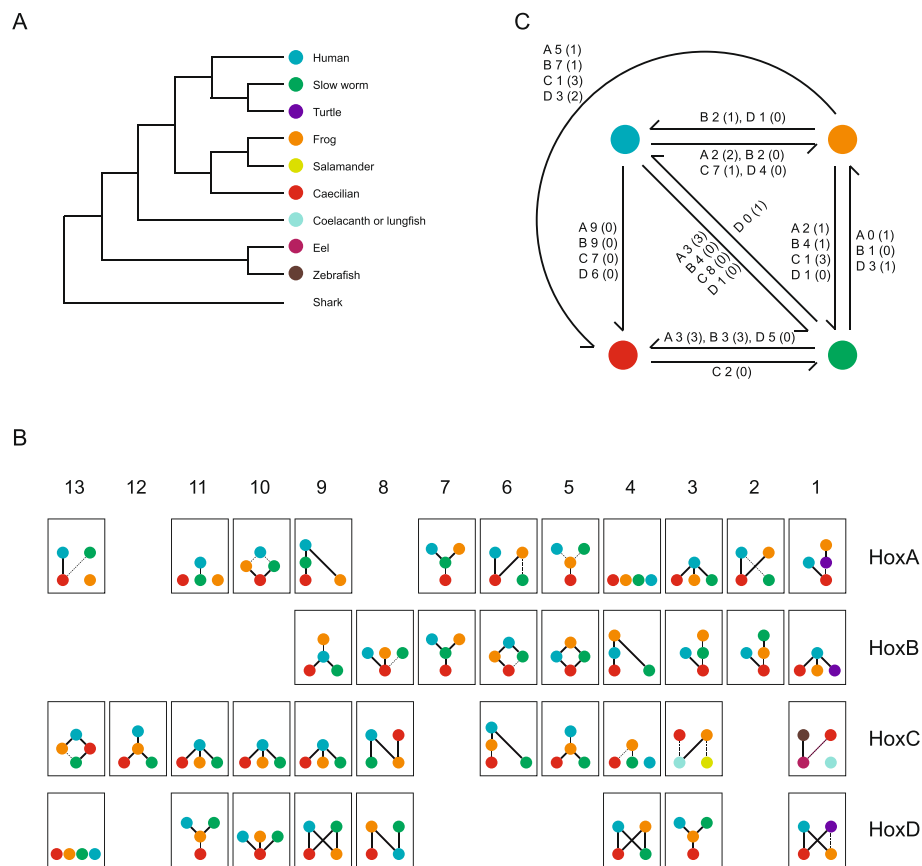 A
Human
Slow worm
Turtle
Frog
Salamander
Caecilian
Coelacanth or lungfish
Eel
Zebrafish
Shark
C
A 5 (1)
B 7 (1)
C 1 (3)
D 3 (2)
B 2 (1), D 1 (0)
A 2 (2), B 2 (0)
C 7 (1), D 4 (0)
A 9 (0)
B 9 (0)
C 7 (0)
D 6 (0)
D 0 (1)
A 3 (3)
B 4 (0)
C 8 (0)
D 1 (0)
A 2 (1)
B 4 (1)
C 1 (3)
D 1 (0)
A 0 (1)
B 1 (0)
D 3 (1)
A 3 (3), B 3 (3), D 5 (0)
C 2 (0)
B
13 12 11 10 9 8 7 6 5 4 3 2 1
HoxA
HoxB
HoxC
HoxD